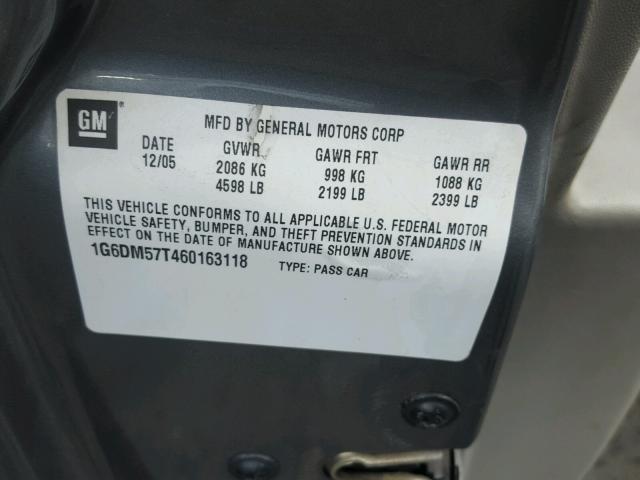 GM
MFD BY GENERAL MOTORS CORP
DATE GVWR GAWR FRT GAWR RR
12/05 2086 KG 998 KG 1088 KG
4598 LB 2199 LB 2399 LB
THIS VEHICLE CONFORMS TO ALL APPLICABLE U.S. FEDERAL MOTOR
VEHICLE SAFETY, BUMPER, AND THEFT PREVENTION STANDARDS IN
EFFECT ON THE DATE OF MANUFACTURE SHOWN ABOVE.
1G6DM57T460163118 TYPE: PASS CAR